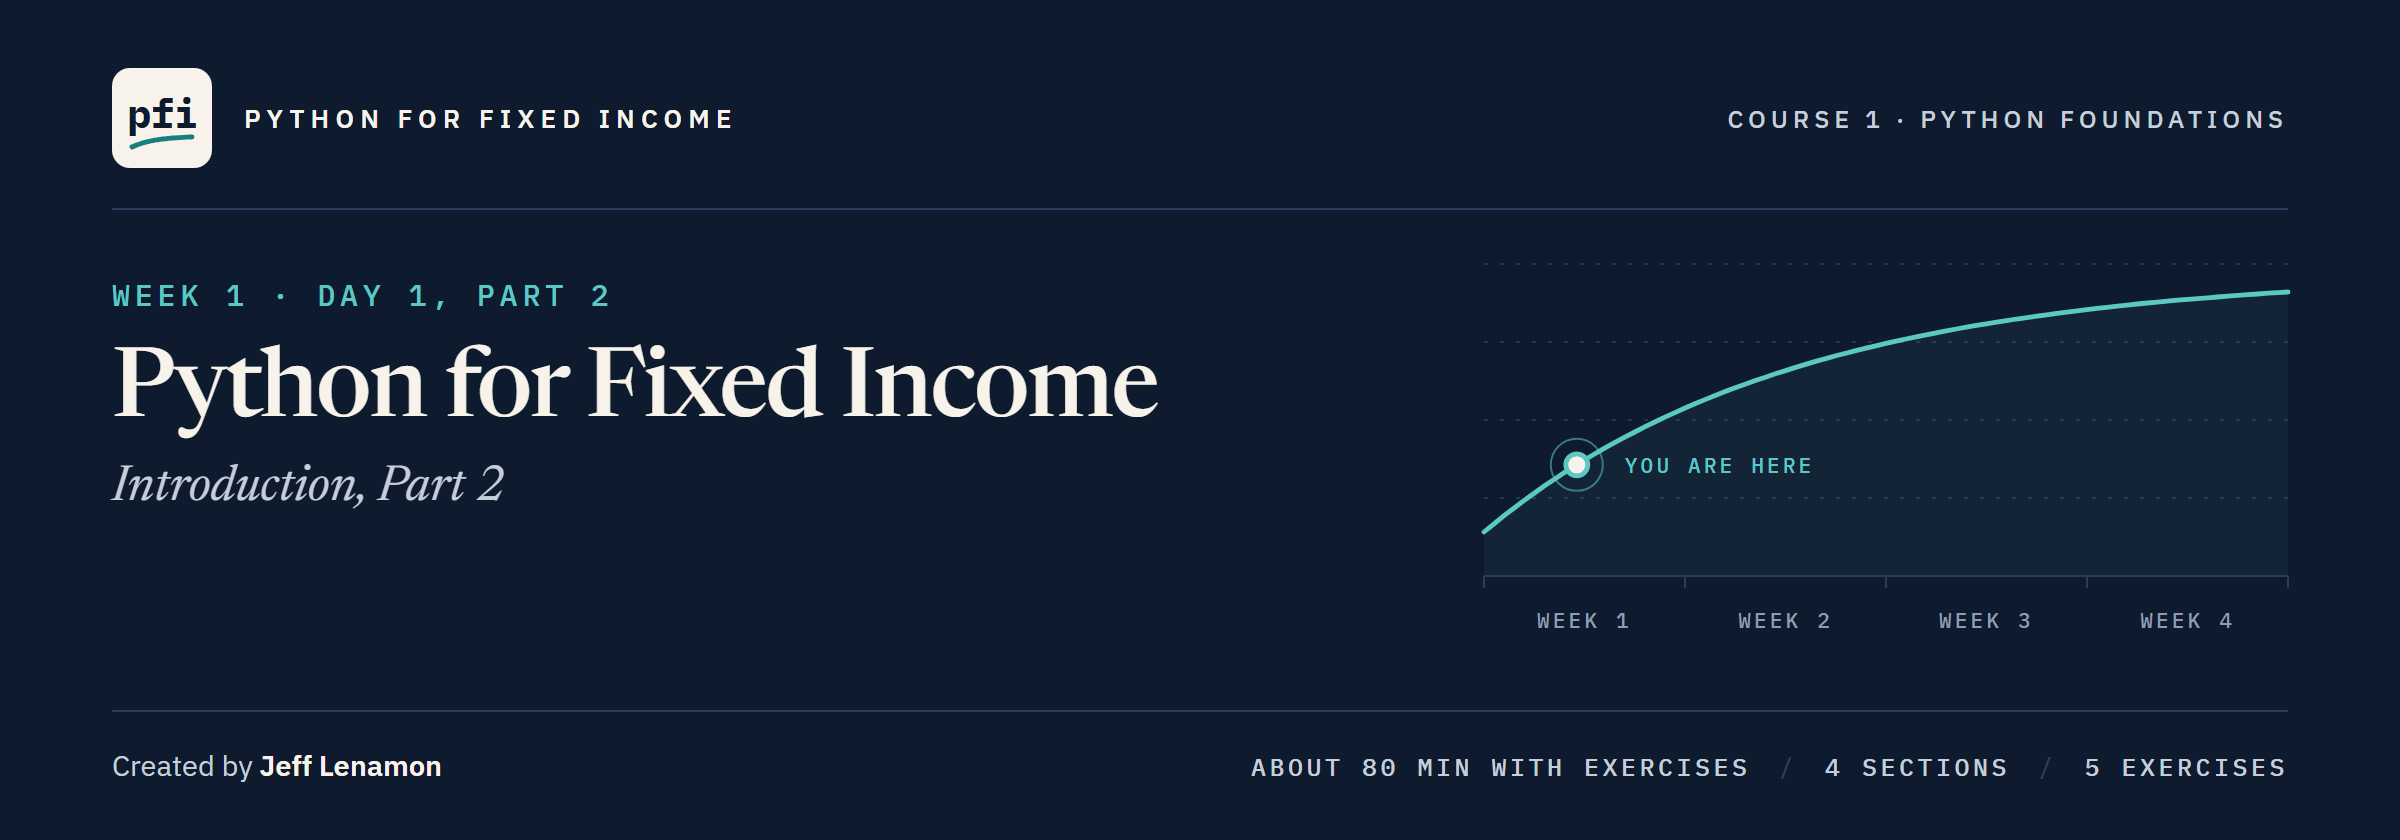 pfi
PYTHON FOR FIXED INCOME
COURSE 1 · PYTHON FOUNDATIONS
WEEK 1 · DAY 1, PART 2
Python for Fixed Income
Introduction, Part 2
YOU ARE HERE
WEEK 1 WEEK 2 WEEK 3 WEEK 4
Created by Jeff Lenamon
ABOUT 80 MIN WITH EXERCISES / 4 SECTIONS / 5 EXERCISES